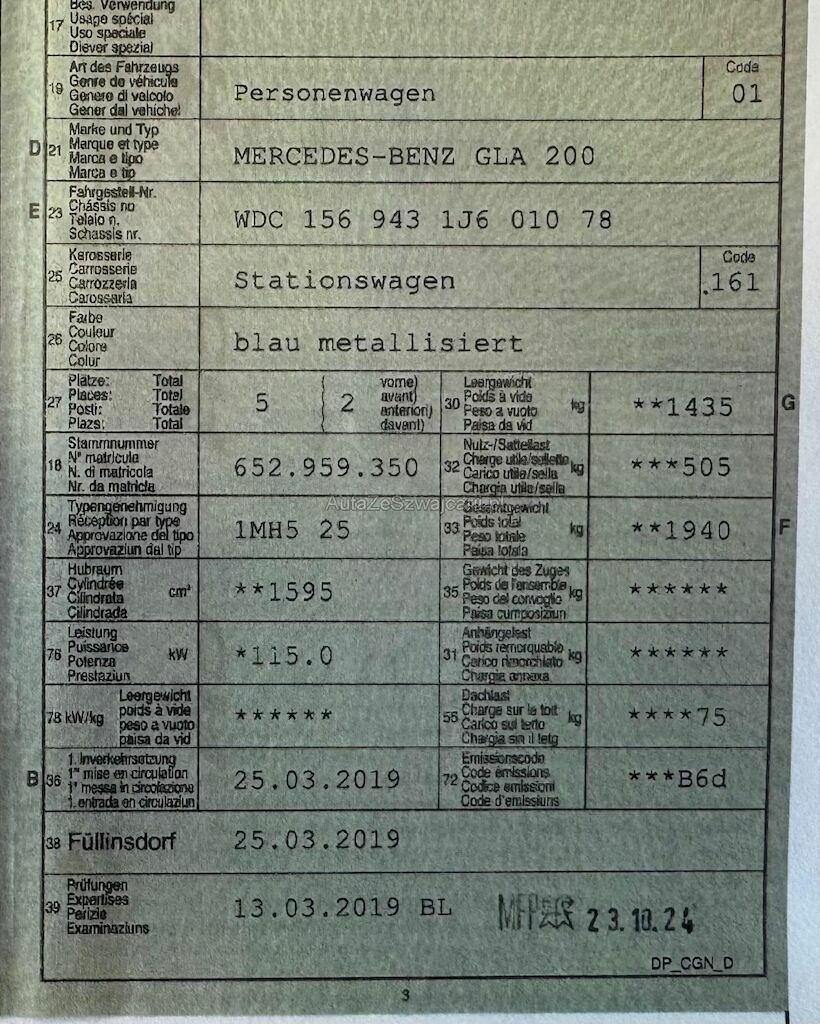 Bes. Verwendung
17 Usage spécial
Uso speciale
Diever spezial
Art des Fahrzeugs
19 Genre de véhicule
Genere di veicolo
Gener dal vehichel
Personenwagen
Code
01
Marke und Typ
D 21 Marque et type
Marca e tipo
Marca e tip
MERCEDES-BENZ GLA 200
Fahrgestell-Nr.
E 23 Châssis no
Telaio n.
Schassis nr.
WDC 156 943 1J6 010 78
Karosserie
25 Carrosserie
Carrozzeria
Carossaria
Stationswagen
Code
.161
Farbe
26 Couleur
Colore
Colur
blau metallisiert
27 Plätze: Total
Places: Total
Posti: Totale
Plazs: Total
5 { 2 vorne)
avant)
anteriori)
davant)
30 Leergewicht
Poids à vide kg
Peso a vuoto
Paisa da vid
**1435 G
18 Stammnummer
N° matricule
N. di matricola
Nr. da matricla
652.959.350
32 Nutz-/Sattellast
Charge utile/sellette kg
Carico utile/sella
Chargia utile/sella
***505
AutaZeSzwajcarii.pl
24 Typengenehmigung
Réception par type
Approvazione del tipo
Approvaziun dal tip
1MH5 25
33 Gesamtgewicht
Poids total kg
Peso totale
Paisa totala
**1940 F
37 Hubraum
Cylindrée cm³
Cilindrata
Cilindrada
**1595
35 Gewicht des Zuges
Poids de l'ensemble kg
Peso del convoglio
Paisa cumposiziun
******
76 Leistung
Puissance kW
Potenza
Prestaziun
*115.0
31 Anhängelast
Poids remorquable kg
Carico rimorchiato
Chargia annexa
******
78 kW/kg Leergewicht
poids à vide
peso a vuoto
paisa da vid
******
55 Dachlast
Charge sur le toit kg
Carico sul tetto
Chargia sin il tetg
****75
B 36 1. Inverkehrsetzung
1re mise en circulation
1a messa in circolazione
1. entrada en circulaziun
25.03.2019
72 Emissionscode
Code émissions
Codice emissioni
Code d'emissiuns
***B6d
38 Füllinsdorf 25.03.2019
39 Prüfungen
Expertises
Perizie
Examinaziuns
13.03.2019 BL
23.10.24
DP_CGN_D
3